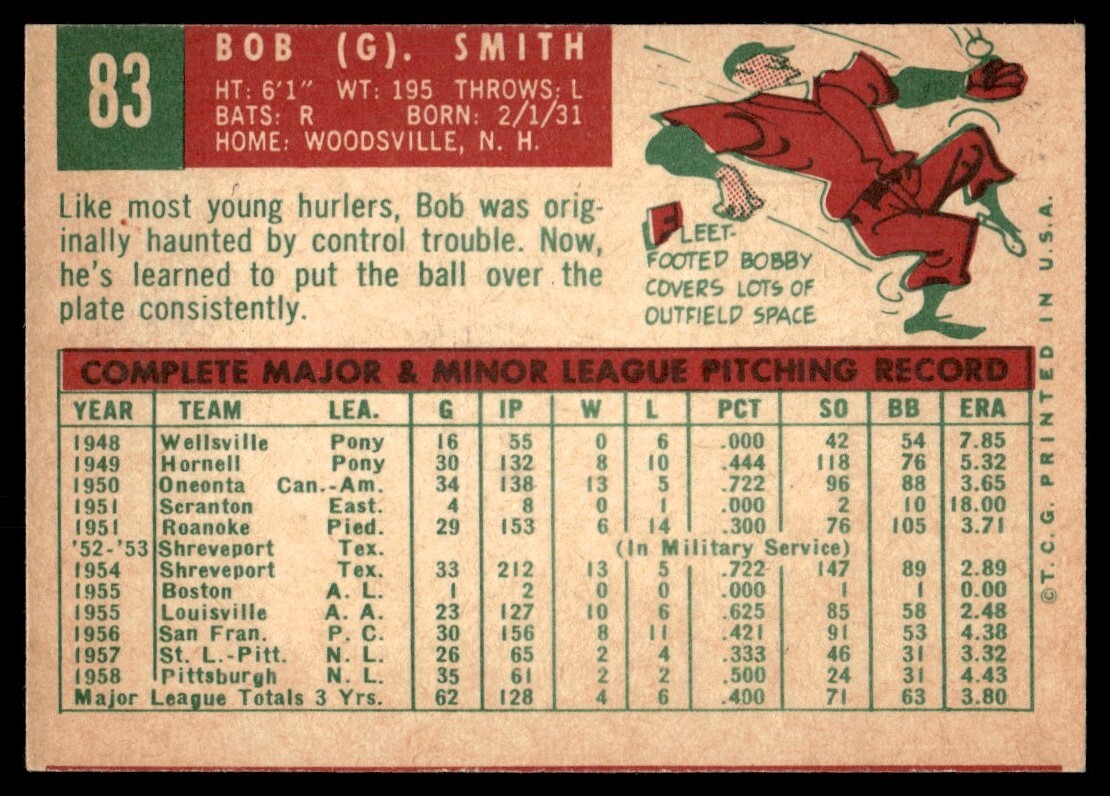 83
BOB (G). SMITH
HT: 6'1" WT: 195 THROWS: L
BATS: R BORN: 2/1/31
HOME: WOODSVILLE, N. H.
Like most young hurlers, Bob was orig-
inally haunted by control trouble. Now,
he's learned to put the ball over the
plate consistently.
FLEET-
FOOTED BOBBY
COVERS LOTS OF
OUTFIELD SPACE
COMPLETE MAJOR & MINOR LEAGUE PITCHING RECORD
YEAR TEAM LEA. G IP W L PCT SO BB ERA
1948 Wellsville Pony 16 55 0 6 .000 42 54 7.85
1949 Hornell Pony 30 132 8 10 .444 118 76 5.32
1950 Oneonta Can.-Am. 34 138 13 5 .722 96 88 3.65
1951 Scranton East. 4 8 0 1 .000 2 10 18.00
1951 Roanoke Pied. 29 153 6 14 .300 76 105 3.71
'52-'53 Shreveport Tex. (In Military Service)
1954 Shreveport Tex. 33 212 13 5 .722 147 89 2.89
1955 Boston A. L. 1 2 0 0 .000 1 1 0.00
1955 Louisville A. A. 23 127 10 6 .625 85 58 2.48
1956 San Fran. P. C. 30 156 8 11 .421 91 53 4.38
1957 St. L.-Pitt. N. L. 26 65 2 4 .333 46 31 3.32
1958 Pittsburgh N. L. 35 61 2 2 .500 24 31 4.43
Major League Totals 3 Yrs. 62 128 4 6 .400 71 63 3.80
©T. C. G. PRINTED IN U.S.A.